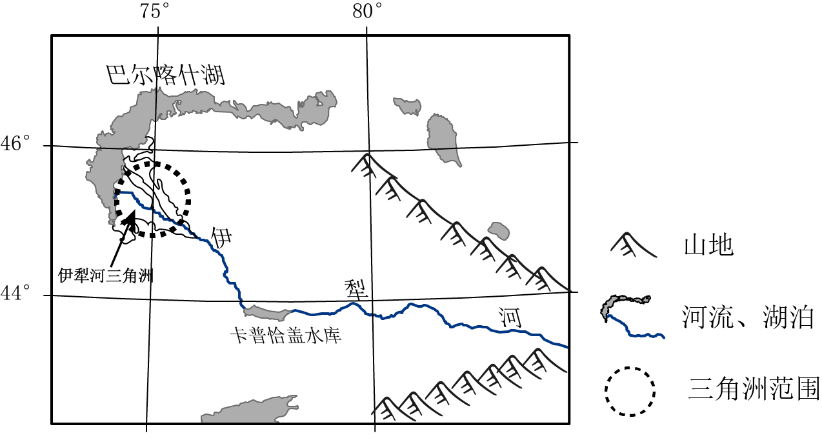 75° 80°
巴尔喀什湖
46°
伊
伊犁河三角洲
44°
犁
河
卡普恰盖水库
山地
河流、湖泊
三角洲范围